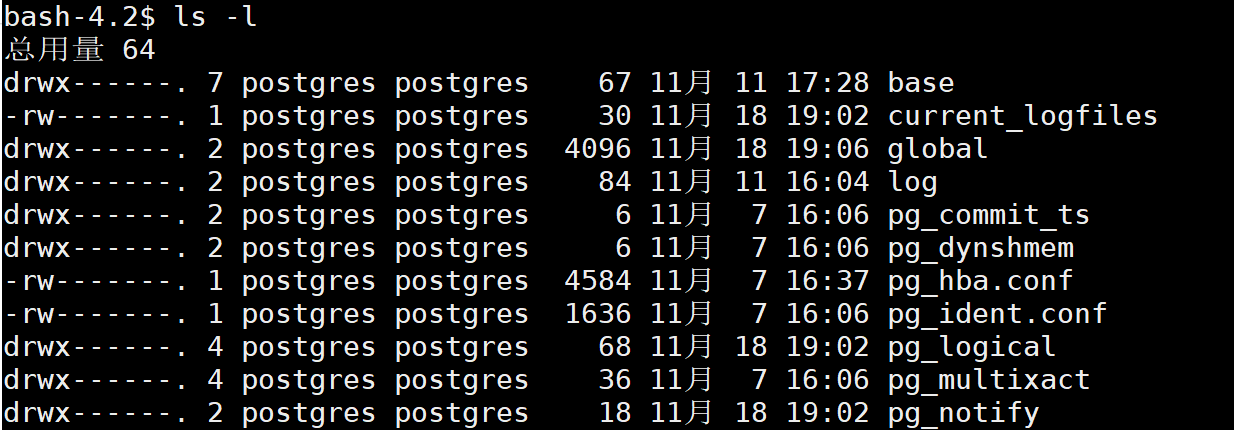 bash-4.2$ ls -l
总用量 64
drwx------. 7 postgres postgres    67 11月 11 17:28 base
-rw-------. 1 postgres postgres    30 11月 18 19:02 current_logfiles
drwx------. 2 postgres postgres  4096 11月 18 19:06 global
drwx------. 2 postgres postgres    84 11月 11 16:04 log
drwx------. 2 postgres postgres     6 11月  7 16:06 pg_commit_ts
drwx------. 2 postgres postgres     6 11月  7 16:06 pg_dynshmem
-rw-------. 1 postgres postgres  4584 11月  7 16:37 pg_hba.conf
-rw-------. 1 postgres postgres  1636 11月  7 16:06 pg_ident.conf
drwx------. 4 postgres postgres    68 11月 18 19:02 pg_logical
drwx------. 4 postgres postgres    36 11月  7 16:06 pg_multixact
drwx------. 2 postgres postgres    18 11月 18 19:02 pg_notify